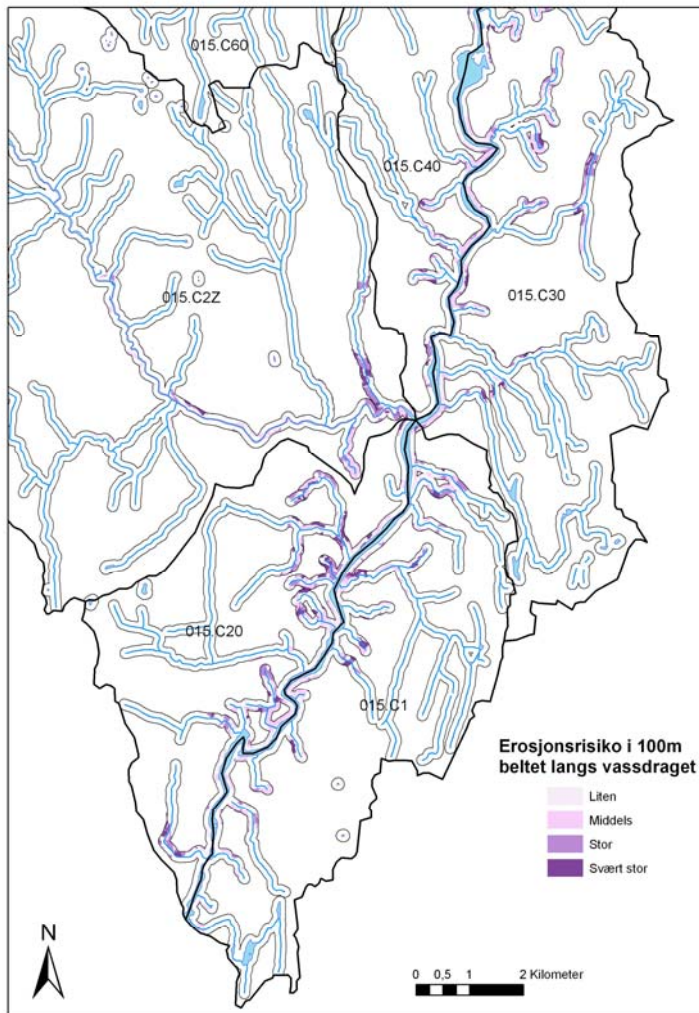 015.C60
015.C40
015.C2Z
015.C30
015.C20
015.C1
Erosjonsrisiko i 100m
beltet langs vassdraget
Liten
Middels
Stor
Svært stor
N
0 0,5 1 2 Kilometer